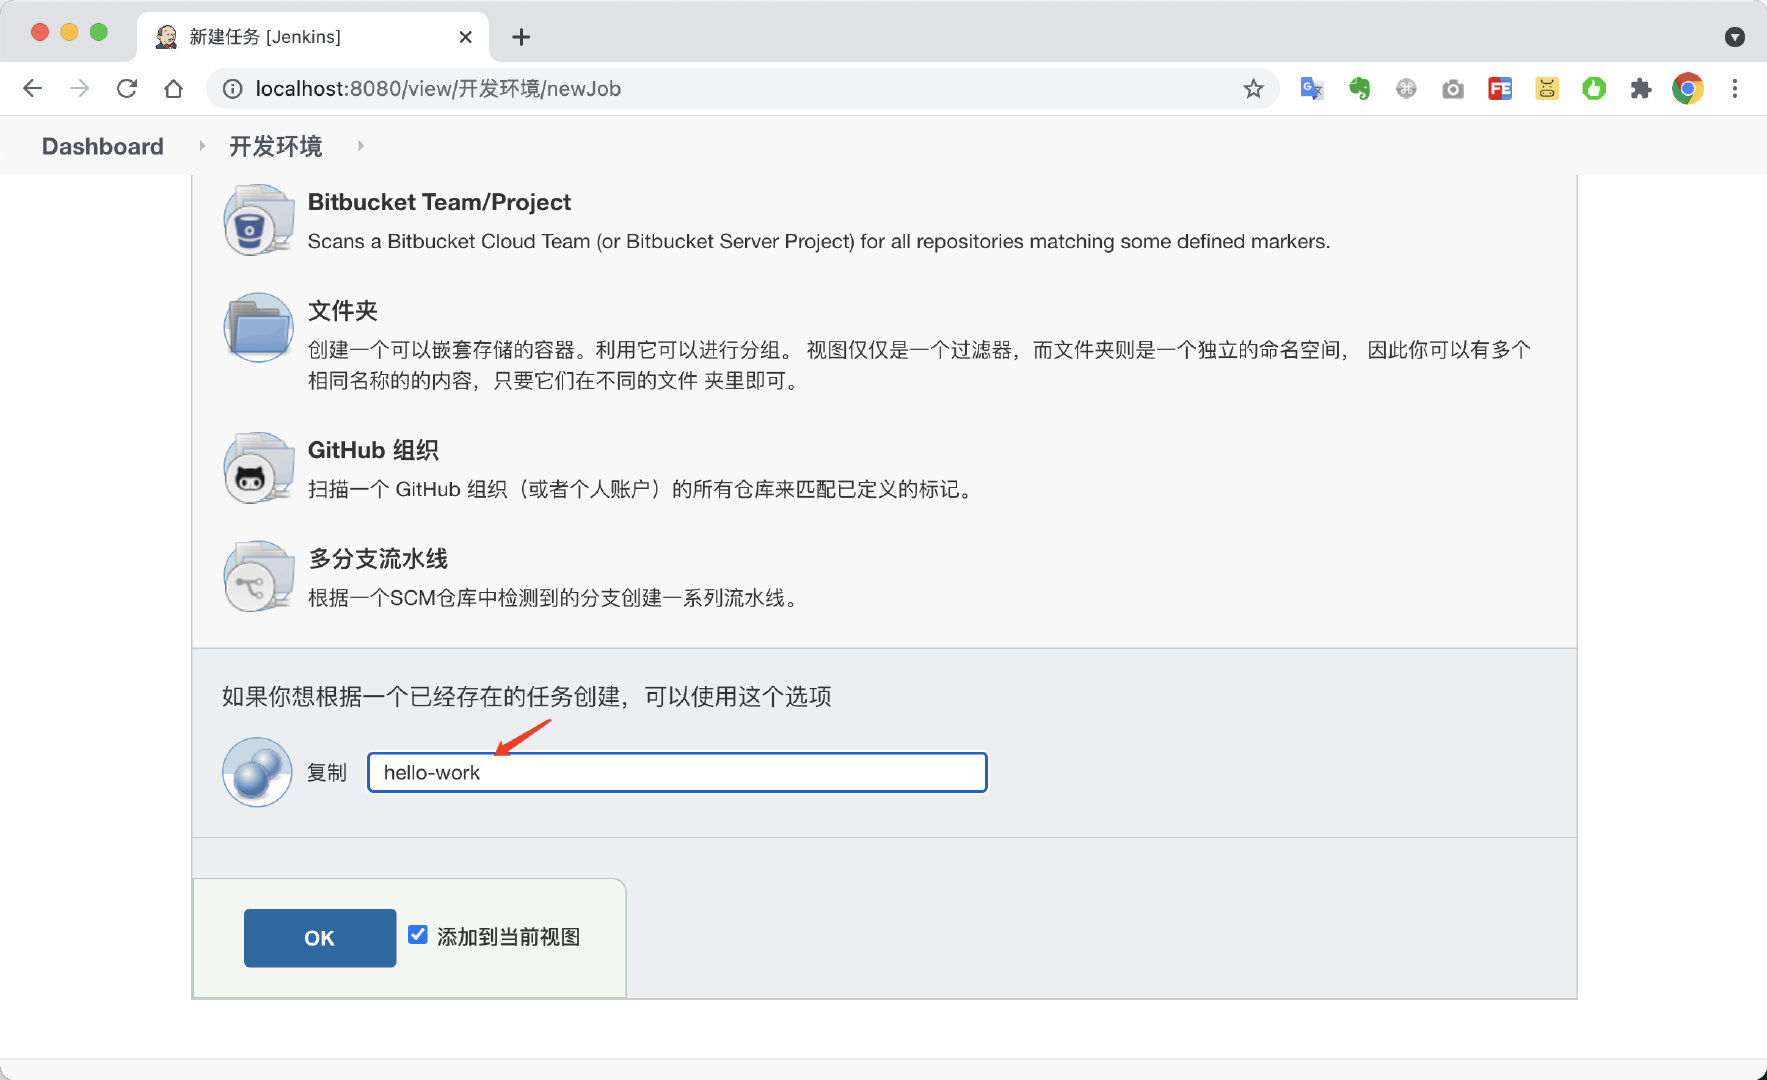 新建任务 [Jenkins]
localhost:8080/view/开发环境/newJob
Dashboard 开发环境
Bitbucket Team/Project
Scans a Bitbucket Cloud Team (or Bitbucket Server Project) for all repositories matching some defined markers.
文件夹
创建一个可以嵌套存储的容器。利用它可以进行分组。 视图仅仅是一个过滤器，而文件夹则是一个独立的命名空间， 因此你可以有多个
相同名称的的内容，只要它们在不同的文件 夹里即可。
GitHub 组织
扫描一个 GitHub 组织（或者个人账户）的所有仓库来匹配已定义的标记。
多分支流水线
根据一个SCM仓库中检测到的分支创建一系列流水线。
如果你想根据一个已经存在的任务创建，可以使用这个选项
复制 hello-work
OK 添加到当前视图